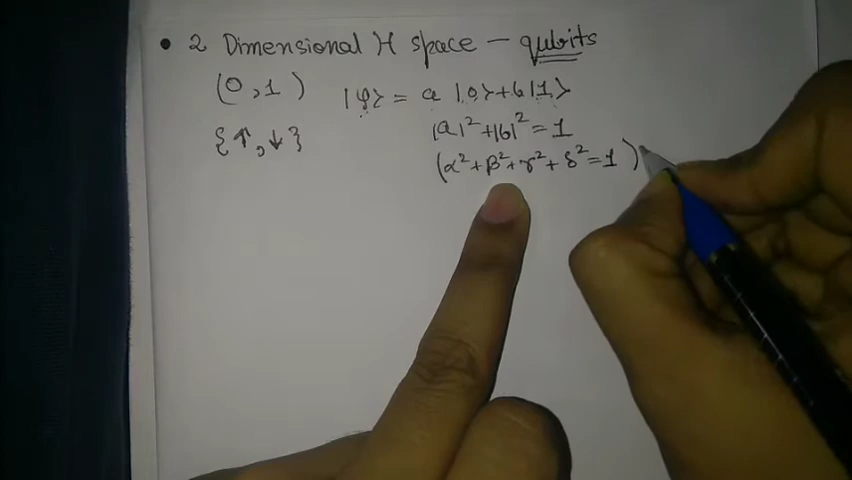 • 2 Dimensional H space – qubits
(0,1) |φ> = a|0>+b|1>
{↑,↓} |a|²+|b|² = 1
(α²+β²+γ²+δ²=1)